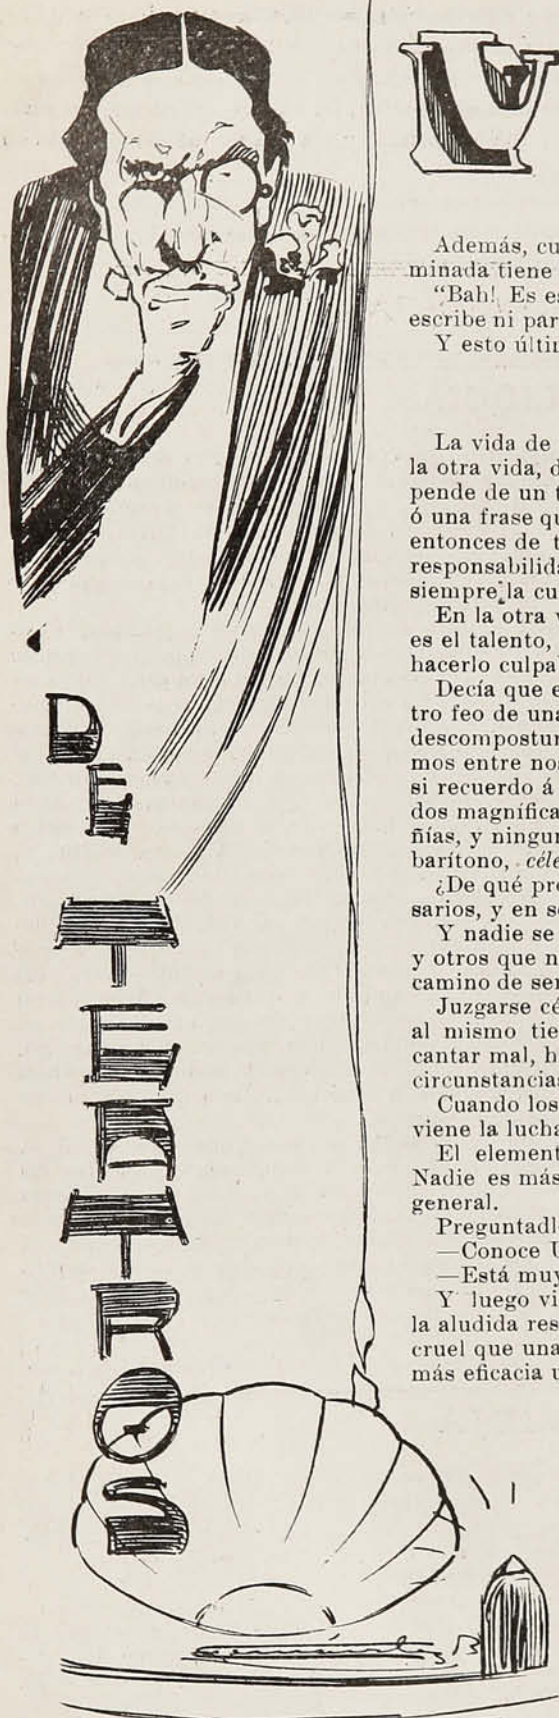 DE
TEATROS
U
Además, cu
minada tiene
"Bah! Es es
escribe ni par
Y esto últi
La vida de
la otra vida, d
pende de un t
ó una frase qu
entonces de t
responsabilida
siempre la cu
En la otra v
es el talento,
hacerlo culpa
Decía que e
tro feo de una
descompostur
mos entre nos
si recuerdo á
dos magnífica
ñías, y ningun
barítono, céle
¿De qué pro
sarios, y en se
Y nadie se
y otros que n
camino de ser
Juzgarse cé
al mismo tie
cantar mal, h
circunstancias
Cuando los
viene la lucha
El element
Nadie es más
general.
Preguntadl
—Conoce U
—Está muy
Y luego vi
la aludida res
cruel que una
más eficacia u